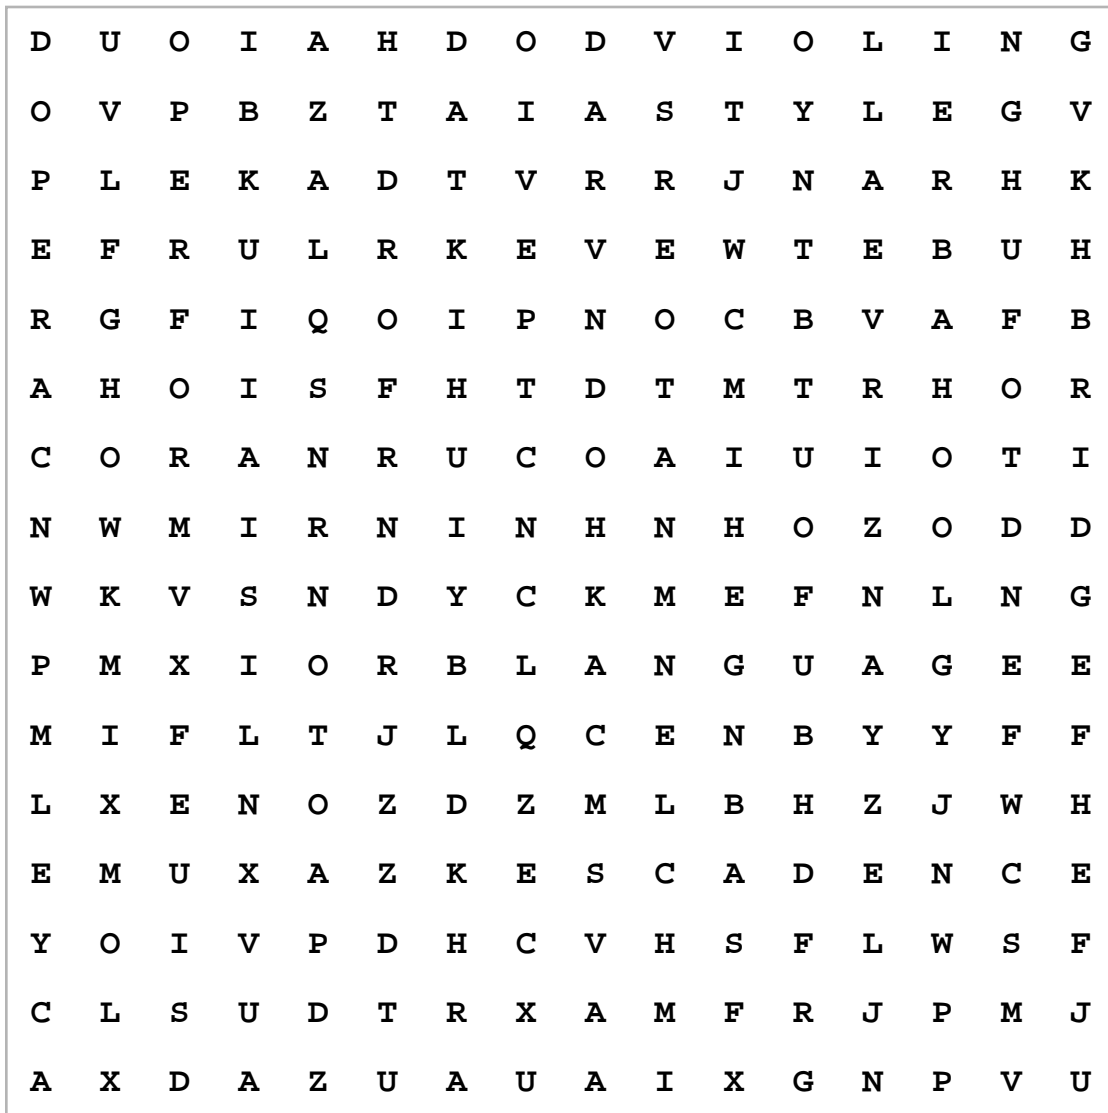 D U O I A H D O D V I O L I N G
O V P B Z T A I A S T Y L E G V
P L E K A D T V R R J N A R H K
E F R U L R K E V E W T E B U H
R G F I Q O I P N O C B V A F B
A H O I S F H T D T M T R H O R
C O R A N R U C O A I U I O T I
N W M I R N I N H N H O Z O D D
W K V S N D Y C K M E F N L N G
P M X I O R B L A N G U A G E E
M I F L T J L Q C E N B Y Y F F
L X E N O Z D Z M L B H Z J W H
E M U X A Z K E S C A D E N C E
Y O I V P D H C V H S F L W S F
C L S U D T R X A M F R J P M J
A X D A Z U A U A I X G N P V U